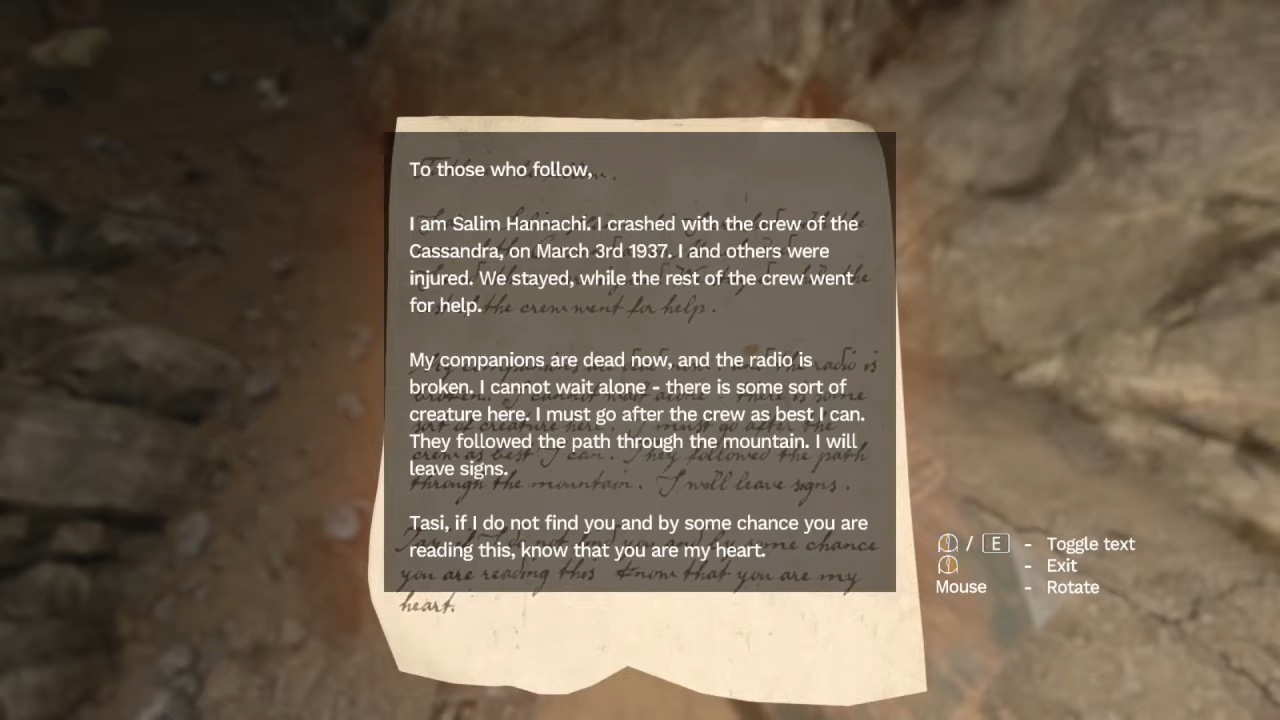 To those who follow,
I am Salim Hannachi. I crashed with the crew of the
Cassandra, on March 3rd 1937. I and others were
injured. We stayed, while the rest of the crew went
for help.
My companions are dead now, and the radio is
broken. I cannot wait alone - there is some sort of
creature here. I must go after the crew as best I can.
They followed the path through the mountain. I will
leave signs.
Tasi, if I do not find you and by some chance you are
reading this, know that you are my heart.
heart.
/ E - Toggle text
- Exit
Mouse - Rotate